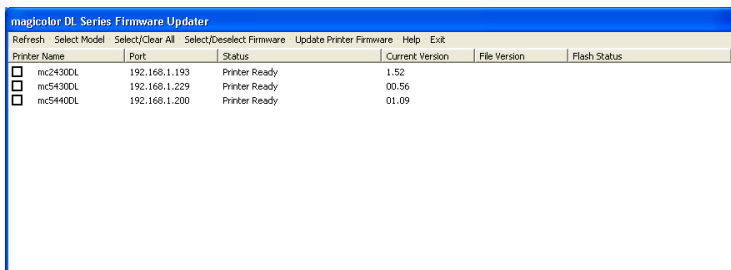 magicolor DL Series Firmware Updater
Refresh Select Model Select/Clear All Select/Deselect Firmware Update Printer Firmware Help Exit
Printer Name Port Status Current Version File Version Flash Status
mc2430DL 192.168.1.193 Printer Ready 1.52
mc5430DL 192.168.1.229 Printer Ready 00.56
mc5440DL 192.168.1.200 Printer Ready 01.09